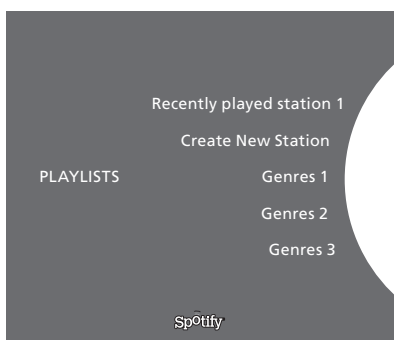 Recently played station 1
Create New Station
PLAYLISTS
Genres 1
Genres 2
Genres 3
Spotify